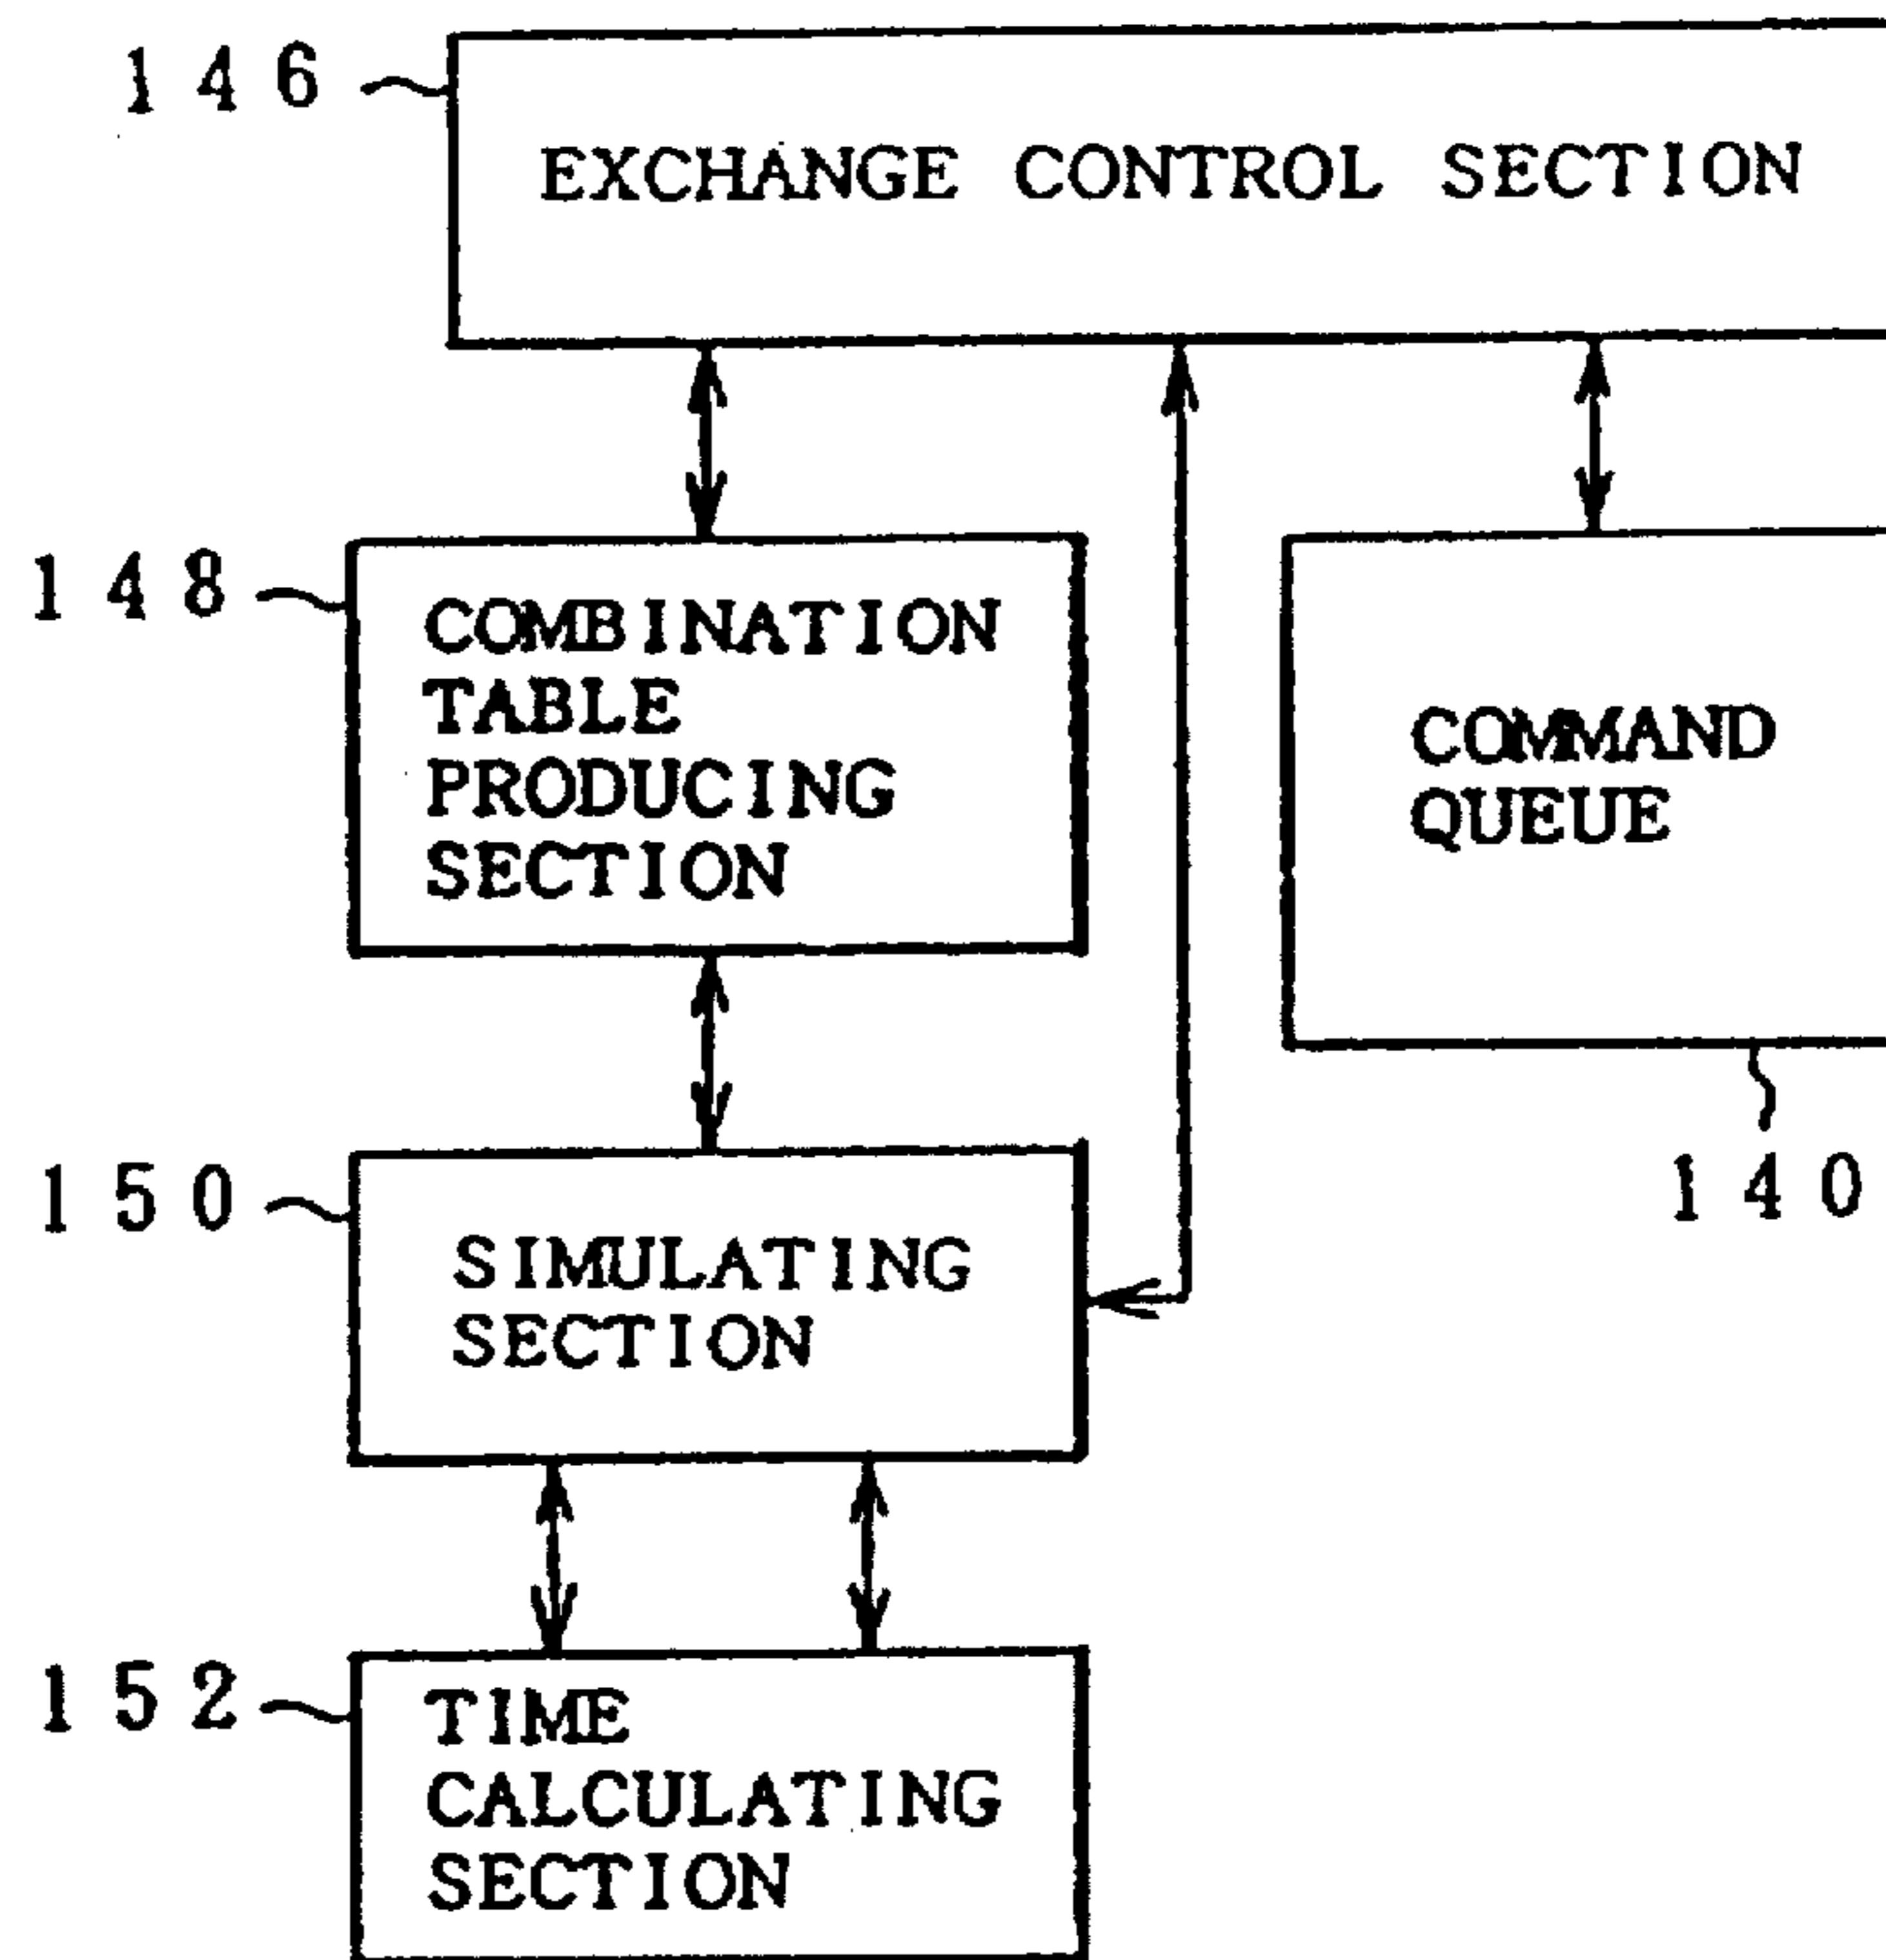 146
EXCHANGE CONTROL SECTION
148
COMBINATION
TABLE
PRODUCING
SECTION
COMMAND
QUEUE
140
150
SIMULATING
SECTION
152
TIME
CALCULATING
SECTION